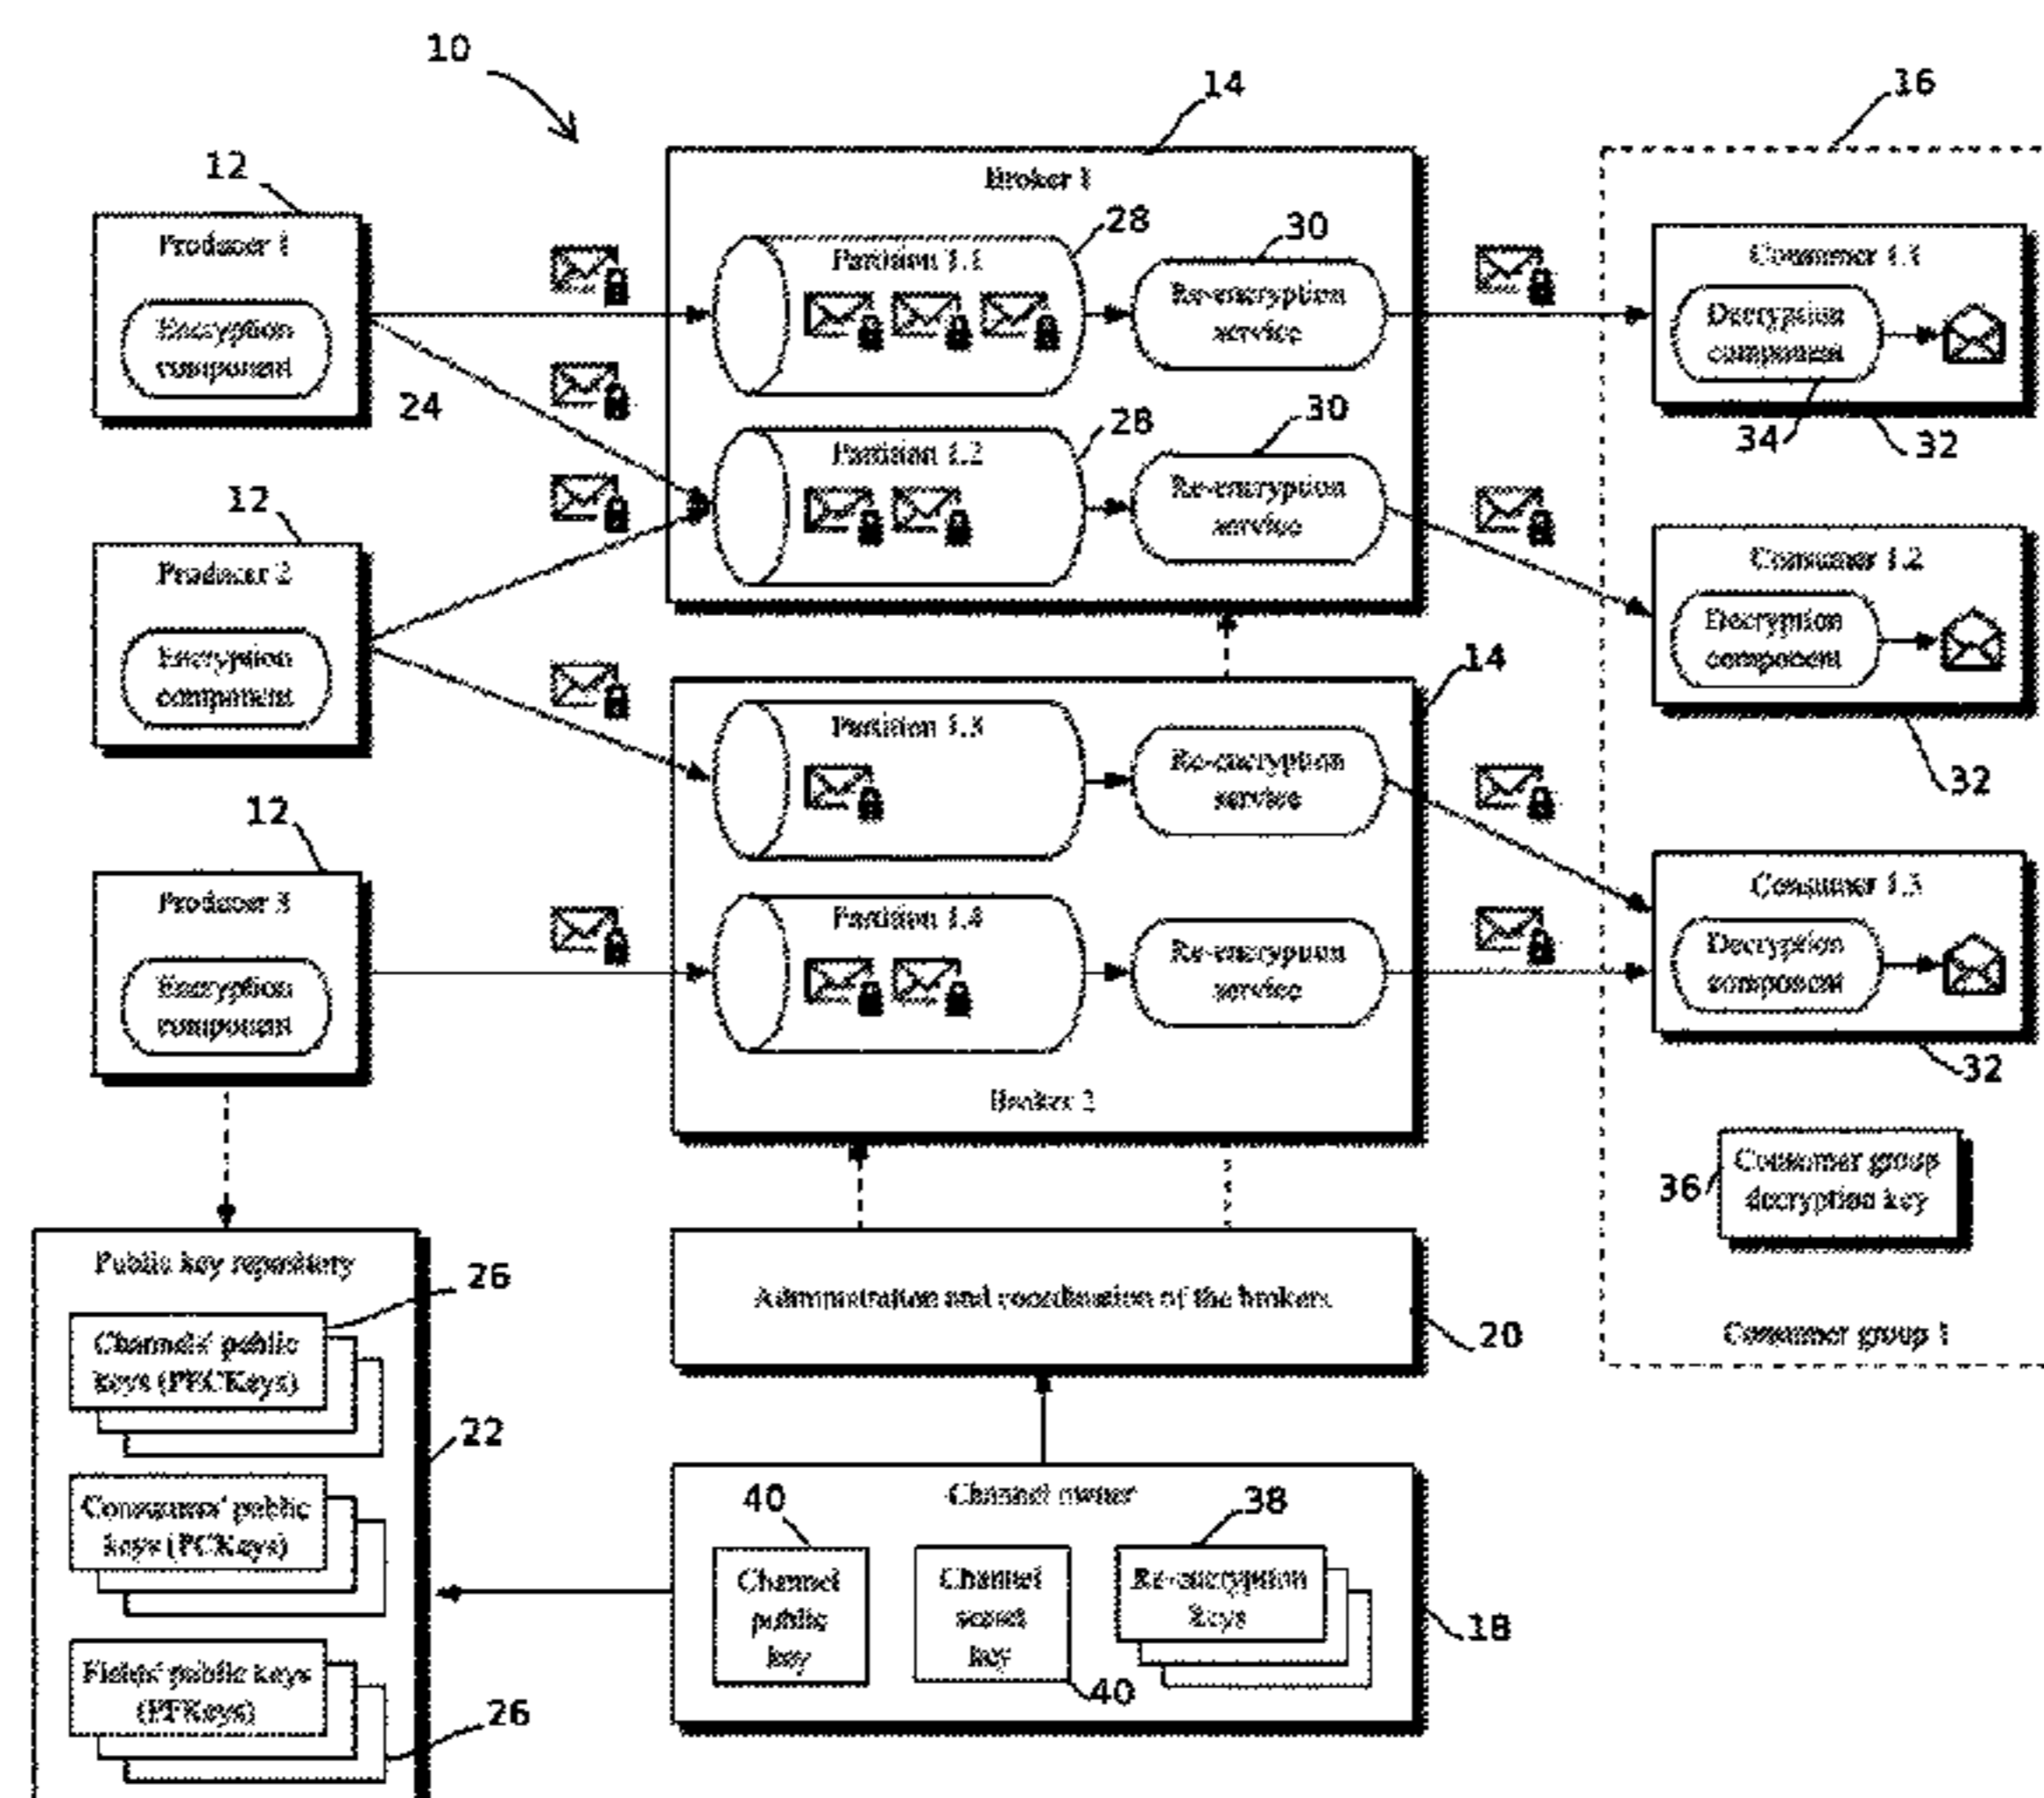 10
14
16
12
Broker 1
Producer 1
Encryption
component
24
28
Partition 1.1
30
Re-encryption
service
Consumer 1.1
Decryption
component
34
32
28
Partition 1.2
30
Re-encryption
service
12
Producer 2
Encryption
component
Consumer 1.2
Decryption
component
32
14
Partition 1.3
Re-encryption
service
12
Producer 3
Encryption
component
Partition 1.4
Re-encryption
service
Broker 2
Consumer 1.3
Decryption
component
32
36
Consumer group
decryption key
Consumer group 1
Public key repository
26
Channels' public
keys (PECKeys)
22
Consumers' public
keys (PCKeys)
Fields' public keys
(PFKeys)
26
Administration and coordination of the brokers
20
Channel owner
40
Channel
public
key
Channel
secret
key
40
38
Re-encryption
keys
18